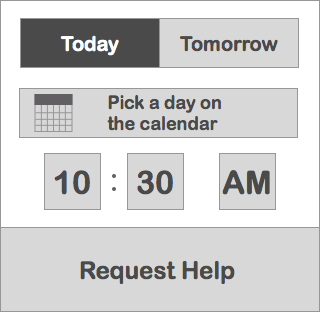 Today Tomorrow
Pick a day on
the calendar
10 : 30 AM
Request Help